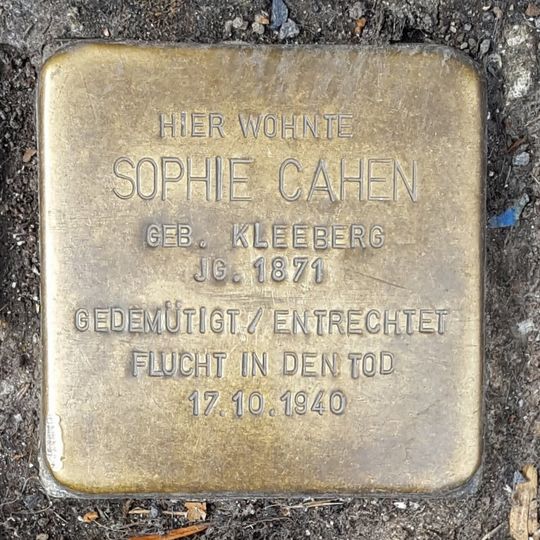 HIER WOHNTE
SOPHIE CAHEN
GEB. KLEEBERG
JG. 1871
GEDEMÜTIGT / ENTRECHTET
FLUCHT IN DEN TOD
17.10.1940